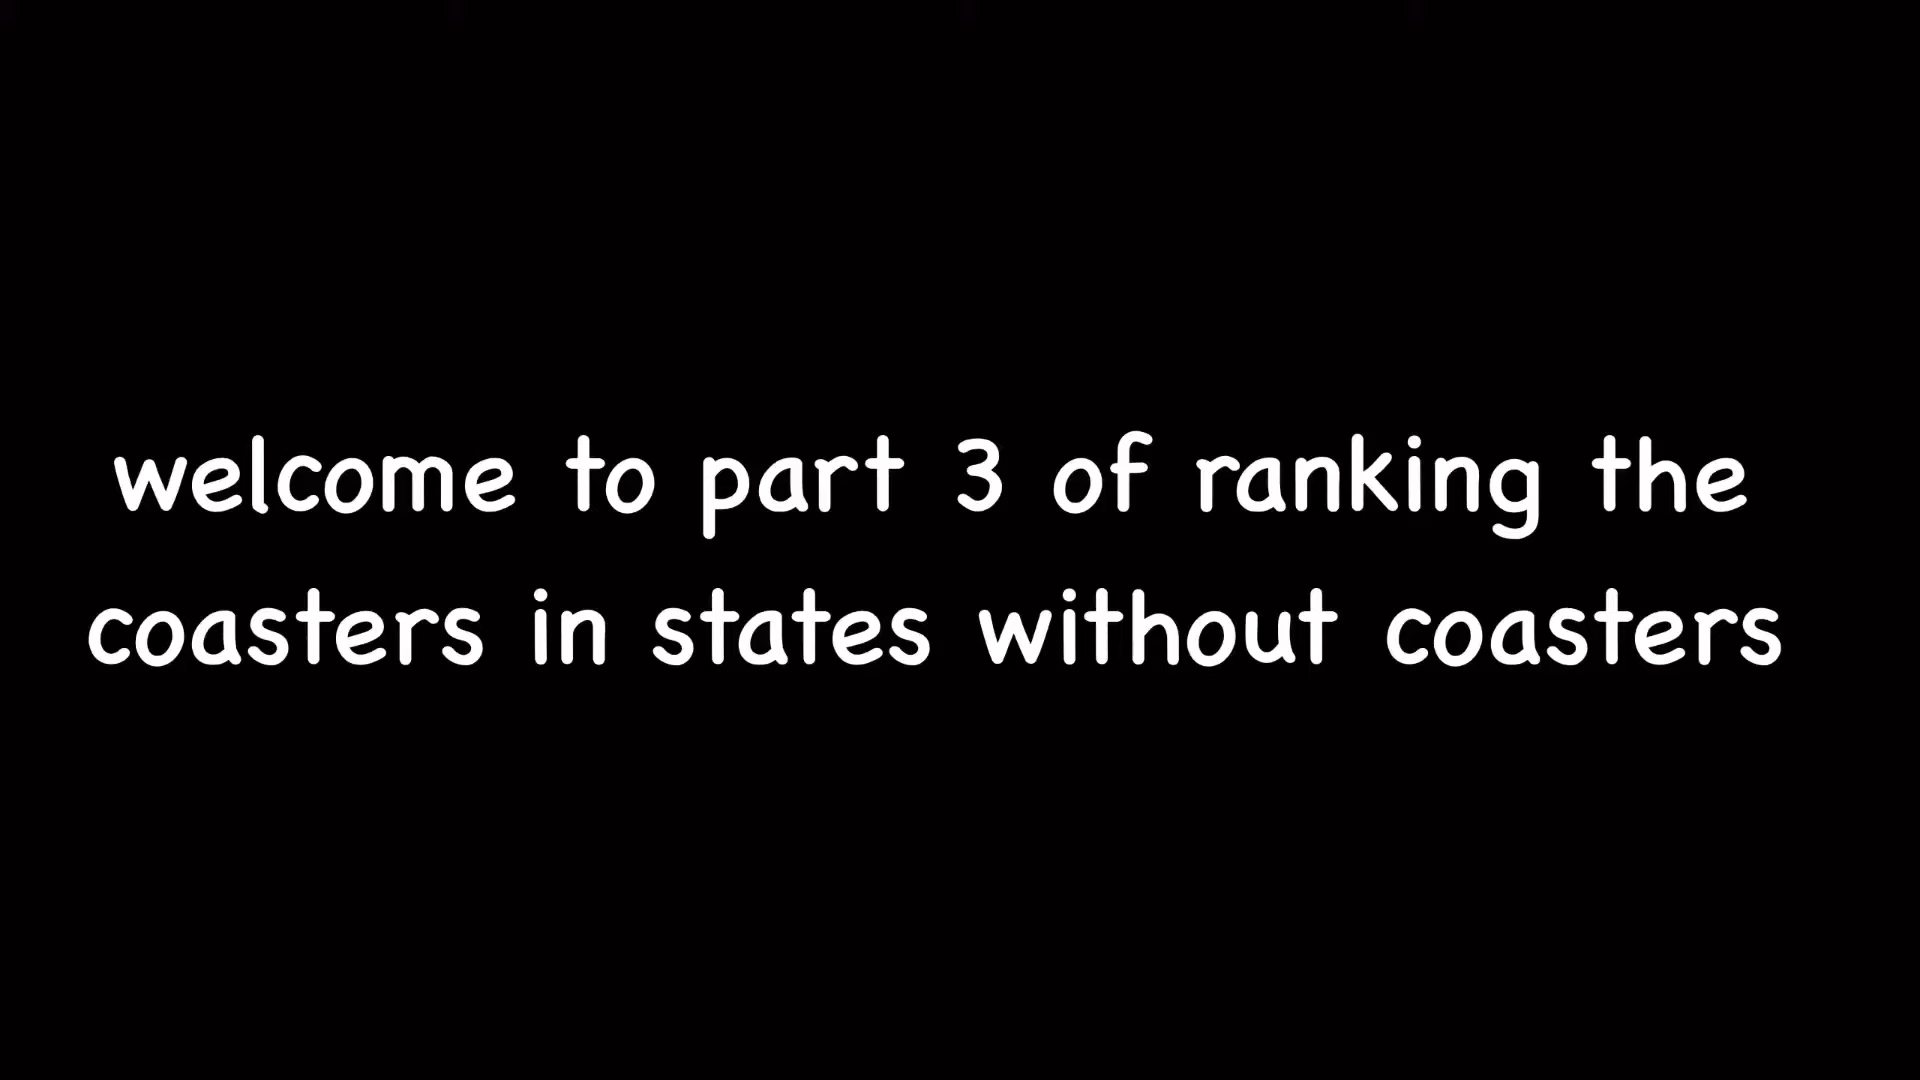 welcome to part 3 of ranking the
coasters in states without coasters